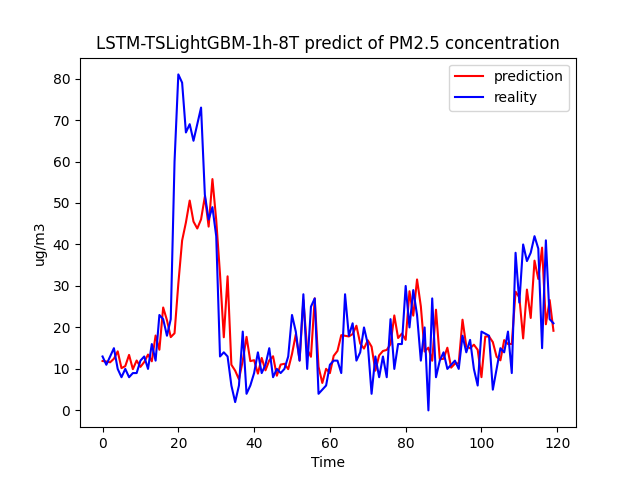 LSTM-TSLightGBM-1h-8T predict of PM2.5 concentration
prediction
reality
80
70
60
50
40
30
20
10
0
ug/m3
0 20 40 60 80 100 120
Time